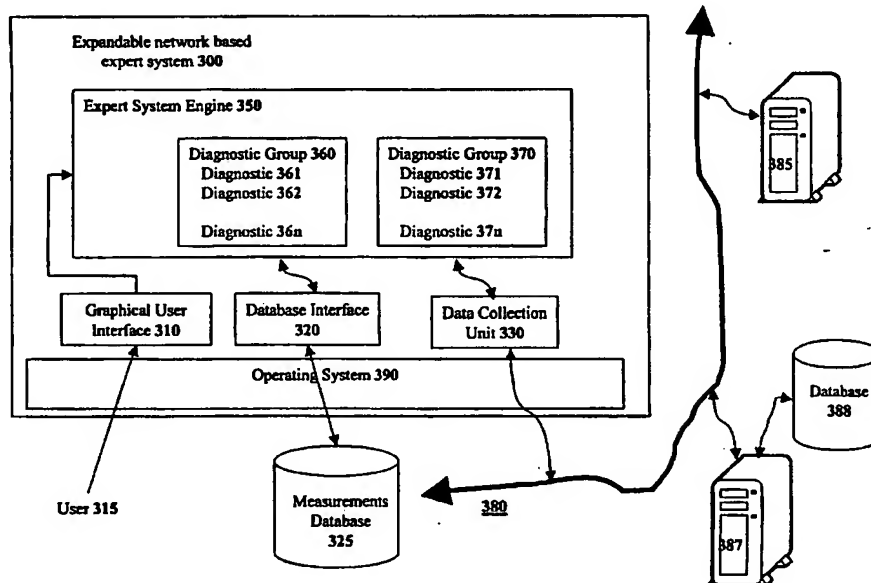 Expandable network based
expert system 300
Expert System Engine 350
Diagnostic Group 360
Diagnostic 361
Diagnostic 362
Diagnostic 36n
Diagnostic Group 370
Diagnostic 371
Diagnostic 372
Diagnostic 37n
385
Graphical User
Interface 310
Database Interface
320
Data Collection
Unit 330
Operating System 390
Database
388
User 315
Measurements
Database
325
380
387